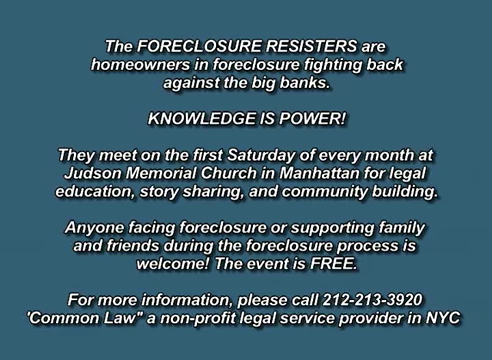 The FORECLOSURE RESISTERS are
homeowners in foreclosure fighting back
against the big banks.
KNOWLEDGE IS POWER!
They meet on the first Saturday of every month at
Judson Memorial Church in Manhattan for legal
education, story sharing, and community building.
Anyone facing foreclosure or supporting family
and friends during the foreclosure process is
welcome! The event is FREE.
For more information, please call 212-213-3920
'Common Law" a non-profit legal service provider in NYC